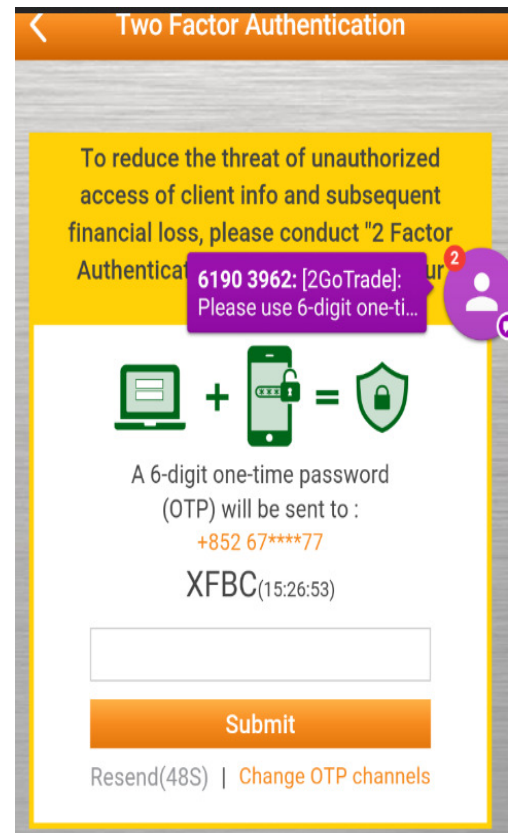 Two Factor Authentication
To reduce the threat of unauthorized
access of client info and subsequent
financial loss, please conduct "2 Factor
Authenticat
ur
2
6190 3962: [2GoTrade]:
Please use 6-digit one-ti...
+
=
A 6-digit one-time password
(OTP) will be sent to :
+852 67****77
XFBC(15:26:53)
Submit
Resend(48S) | Change OTP channels